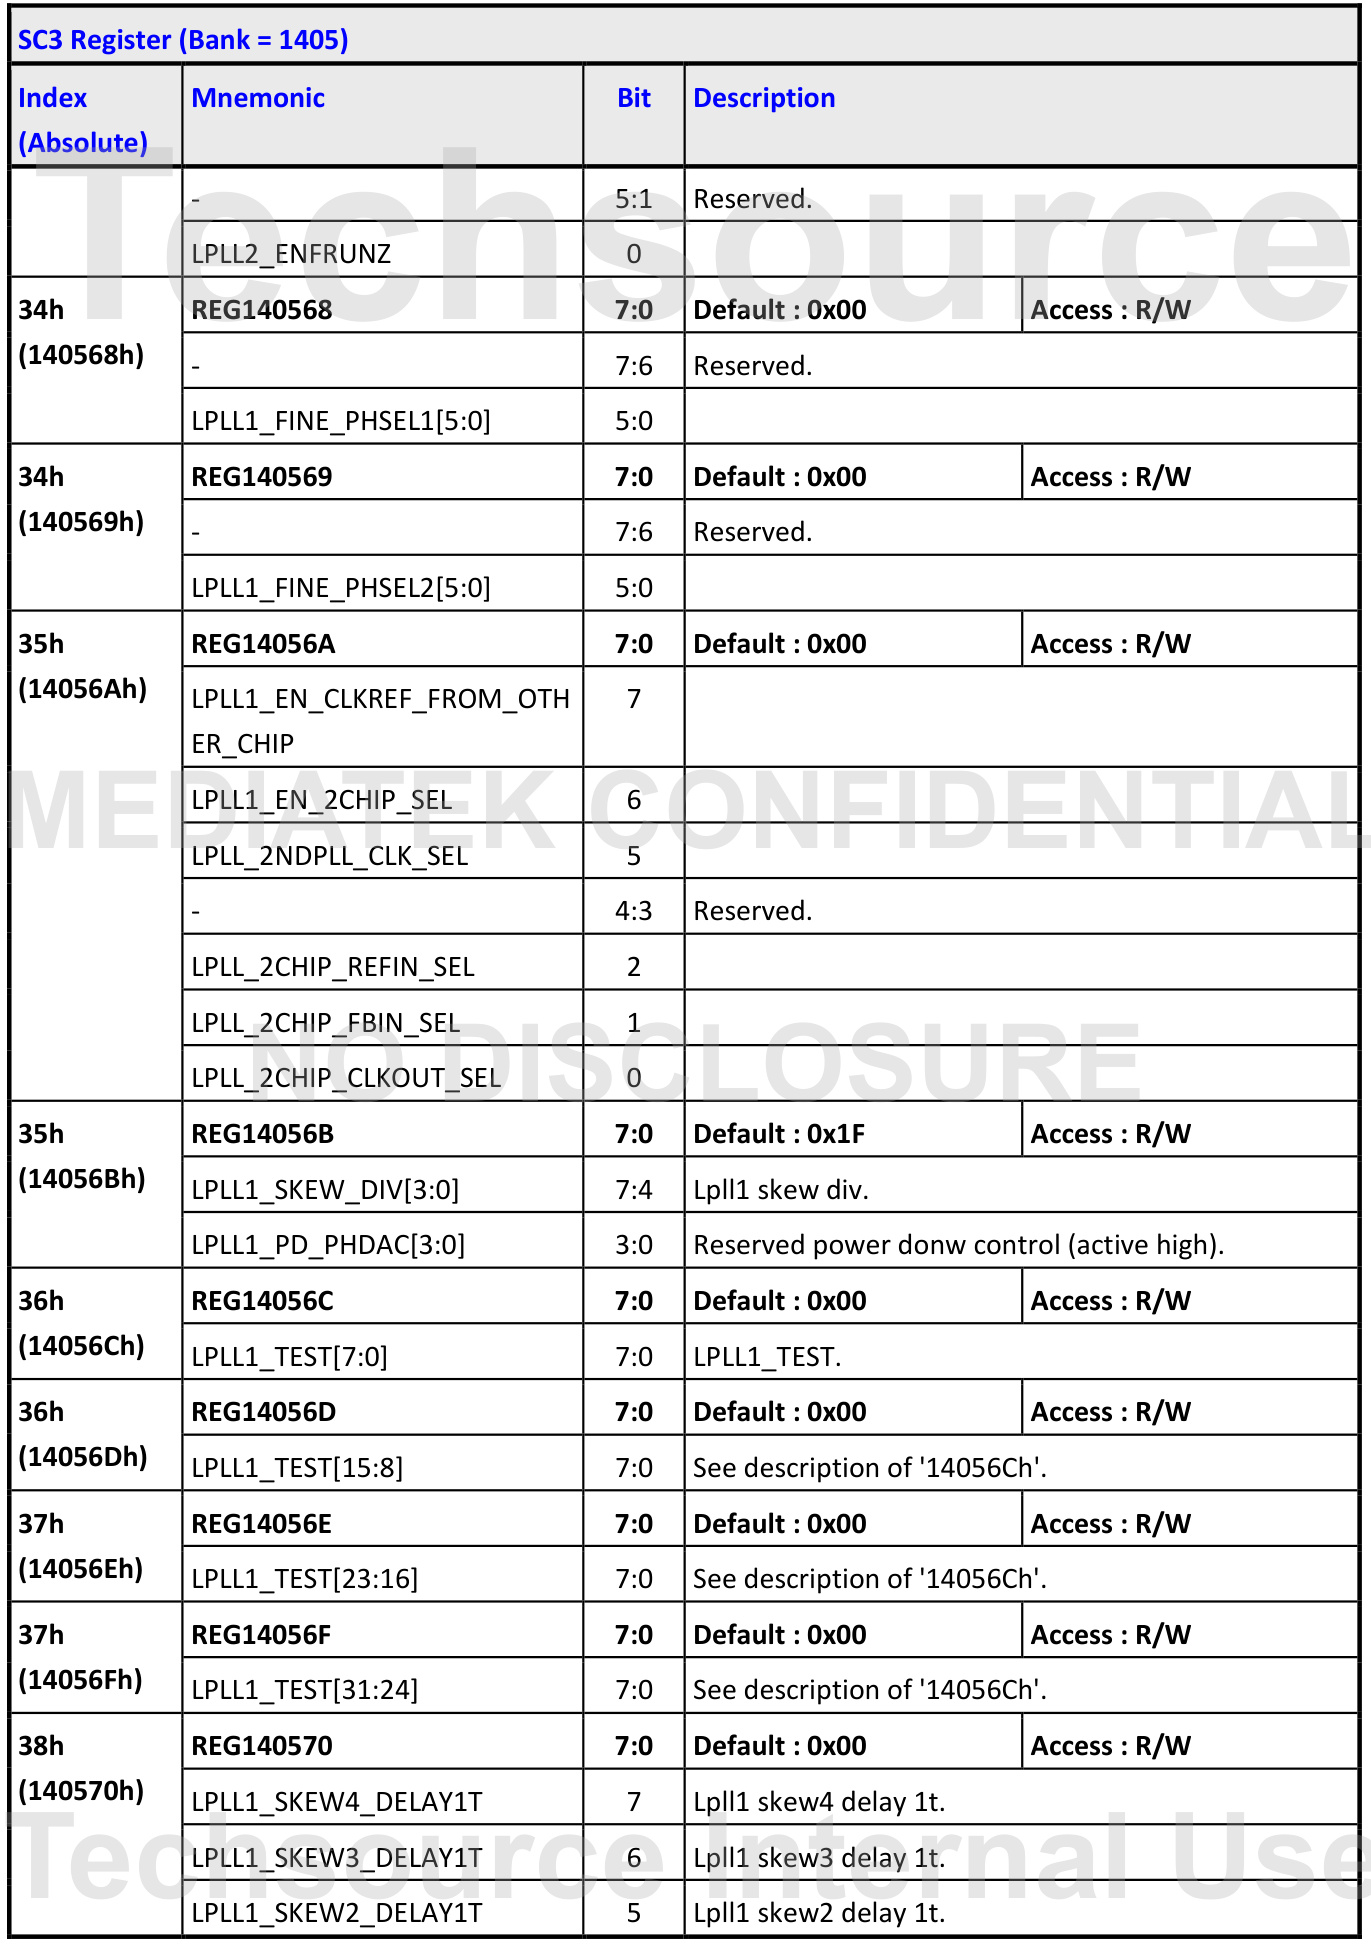 SC3 Register (Bank = 1405)
Index (Absolute) Mnemonic Bit Description
- 5:1 Reserved.
LPLL2_ENFRUNZ 0
34h (140568h) REG140568 7:0 Default : 0x00 Access : R/W
- 7:6 Reserved.
LPLL1_FINE_PHSEL1[5:0] 5:0
34h (140569h) REG140569 7:0 Default : 0x00 Access : R/W
- 7:6 Reserved.
LPLL1_FINE_PHSEL2[5:0] 5:0
35h (14056Ah) REG14056A 7:0 Default : 0x00 Access : R/W
LPLL1_EN_CLKREF_FROM_OTH
ER_CHIP 7
LPLL1_EN_2CHIP_SEL 6
LPLL_2NDPLL_CLK_SEL 5
- 4:3 Reserved.
LPLL_2CHIP_REFIN_SEL 2
LPLL_2CHIP_FBIN_SEL 1
LPLL_2CHIP_CLKOUT_SEL 0
35h (14056Bh) REG14056B 7:0 Default : 0x1F Access : R/W
LPLL1_SKEW_DIV[3:0] 7:4 Lpll1 skew div.
LPLL1_PD_PHDAC[3:0] 3:0 Reserved power donw control (active high).
36h (14056Ch) REG14056C 7:0 Default : 0x00 Access : R/W
LPLL1_TEST[7:0] 7:0 LPLL1_TEST.
36h (14056Dh) REG14056D 7:0 Default : 0x00 Access : R/W
LPLL1_TEST[15:8] 7:0 See description of '14056Ch'.
37h (14056Eh) REG14056E 7:0 Default : 0x00 Access : R/W
LPLL1_TEST[23:16] 7:0 See description of '14056Ch'.
37h (14056Fh) REG14056F 7:0 Default : 0x00 Access : R/W
LPLL1_TEST[31:24] 7:0 See description of '14056Ch'.
38h (140570h) REG140570 7:0 Default : 0x00 Access : R/W
LPLL1_SKEW4_DELAY1T 7 Lpll1 skew4 delay 1t.
LPLL1_SKEW3_DELAY1T 6 Lpll1 skew3 delay 1t.
LPLL1_SKEW2_DELAY1T 5 Lpll1 skew2 delay 1t.
Techsource
MEDIATEK CONFIDENTIAL
NO DISCLOSURE
Techsource Internal Use